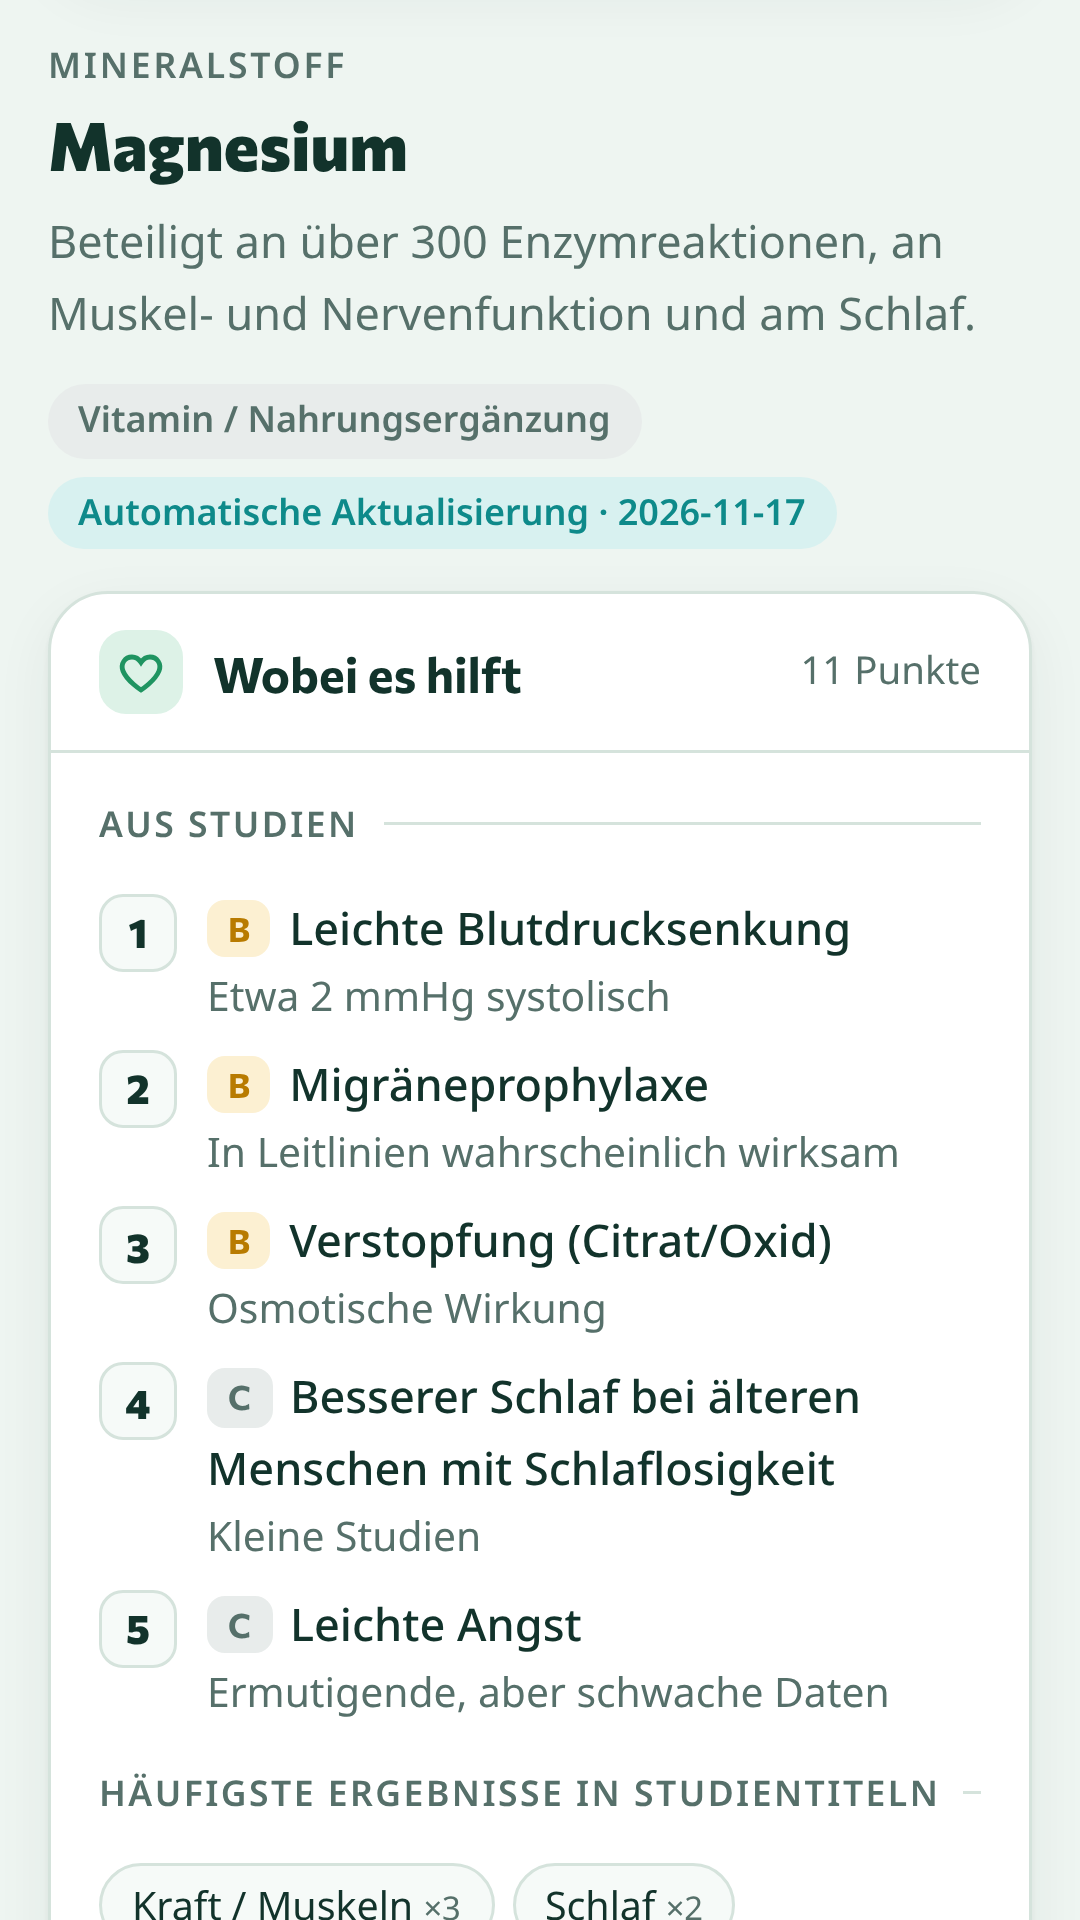 MINERALSTOFF
Magnesium
Beteiligt an über 300 Enzymreaktionen, an
Muskel- und Nervenfunktion und am Schlaf.
Vitamin / Nahrungsergänzung
Automatische Aktualisierung · 2026-11-17
Wobei es hilft
11 Punkte
AUS STUDIEN
1 B Leichte Blutdrucksenkung
Etwa 2 mmHg systolisch
2 B Migräneprophylaxe
In Leitlinien wahrscheinlich wirksam
3 B Verstopfung (Citrat/Oxid)
Osmotische Wirkung
4 C Besserer Schlaf bei älteren
Menschen mit Schlaflosigkeit
Kleine Studien
5 C Leichte Angst
Ermutigende, aber schwache Daten
HÄUFIGSTE ERGEBNISSE IN STUDIENTITELN
Kraft / Muskeln ×3 Schlaf ×2